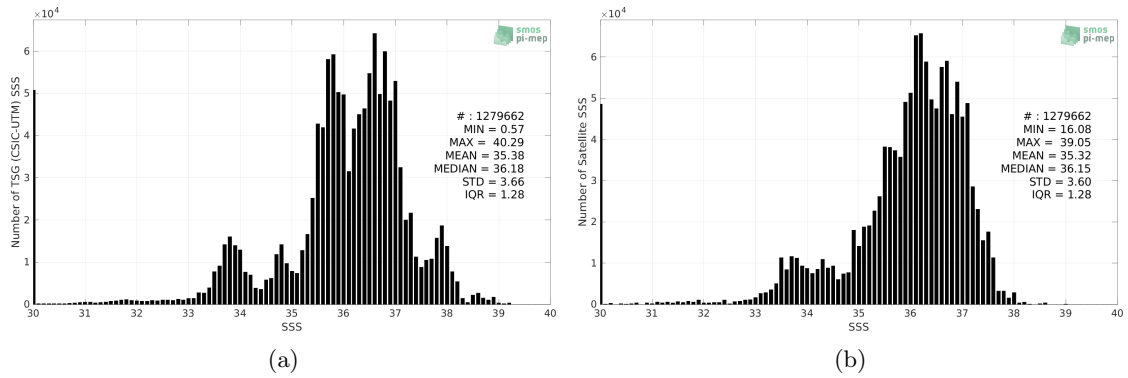 ×10⁴
smos
pi-mep
Number of TSG (CSIC-UTM) SSS
6
5
4
3
2
1
0
# : 1279662
MIN = 0.57
MAX = 40.29
MEAN = 35.38
MEDIAN = 36.18
STD = 3.66
IQR = 1.28
30 31 32 33 34 35 36 37 38 39 40
SSS
(a)
×10⁴
smos
pi-mep
Number of Satellite SSS
6
5
4
3
2
1
0
# : 1279662
MIN = 16.08
MAX = 39.05
MEAN = 35.32
MEDIAN = 36.15
STD = 3.60
IQR = 1.28
30 31 32 33 34 35 36 37 38 39 40
SSS
(b)